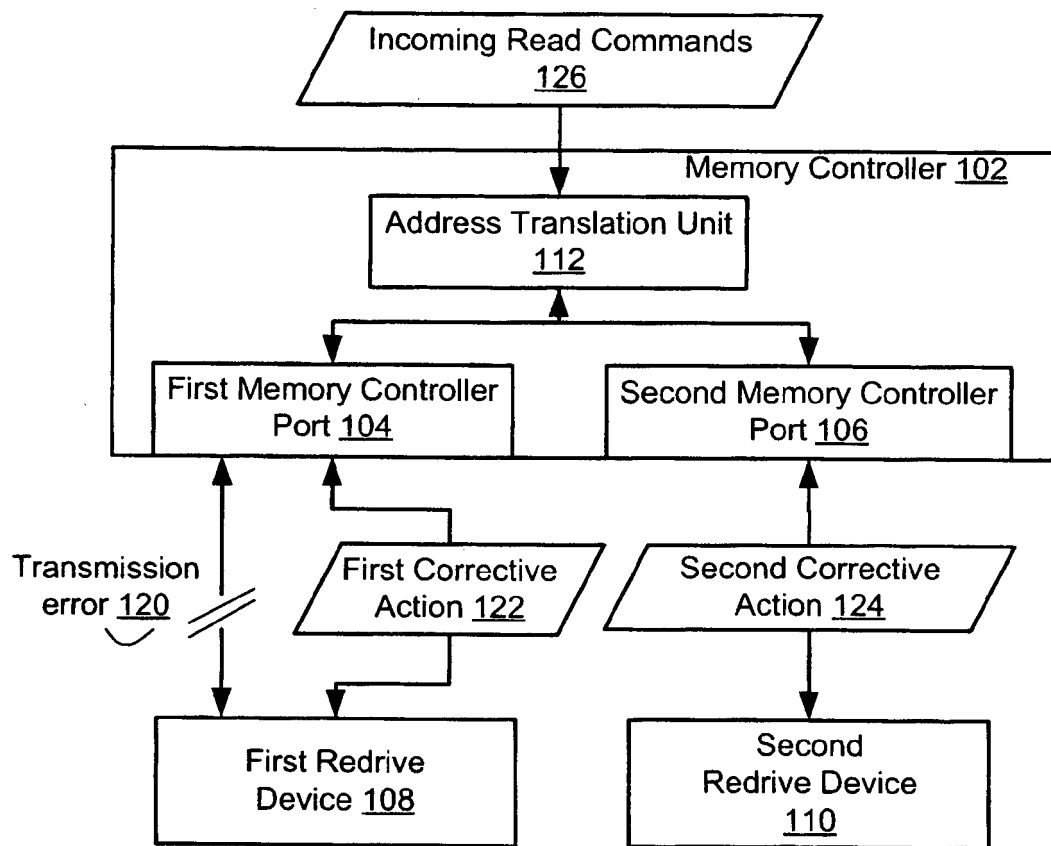 Incoming Read Commands
126
Memory Controller 102
Address Translation Unit
112
First Memory Controller
Port 104
Second Memory Controller
Port 106
Transmission
error 120
First Corrective
Action 122
Second Corrective
Action 124
First Redrive
Device 108
Second
Redrive Device
110